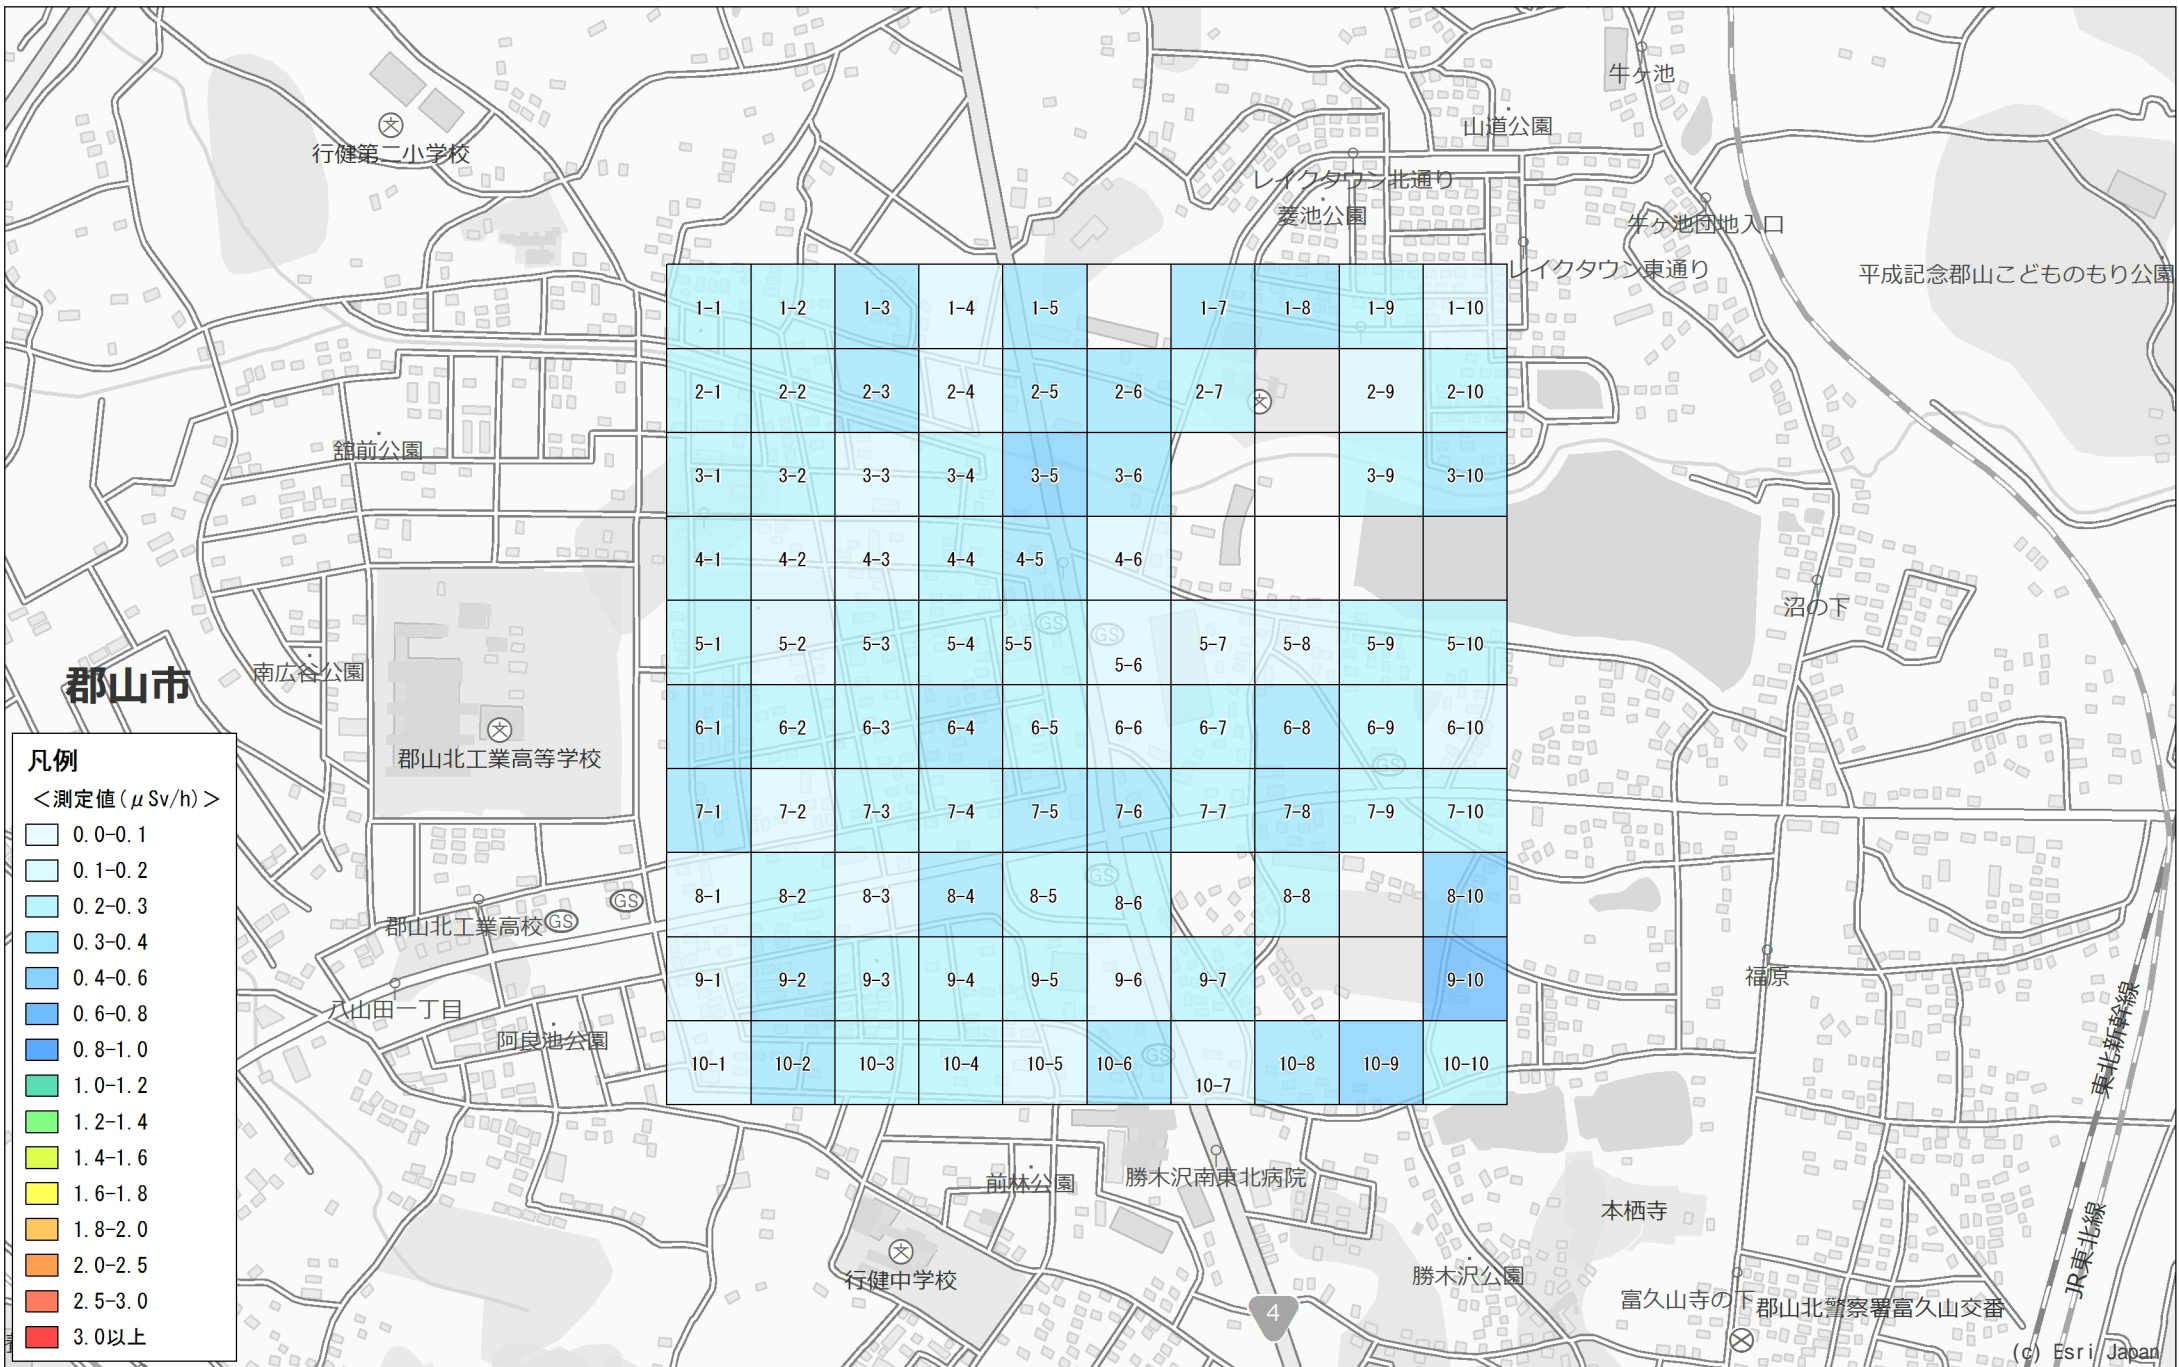 牛ヶ池
山道公園
行健第二小学校
レイクタウン北通り
菱池公園
牛ヶ池団地入口
レイクタウン東通り
平成記念郡山こどものもり公園
1-1 1-2 1-3 1-4 1-5 1-7 1-8 1-9 1-10
2-1 2-2 2-3 2-4 2-5 2-6 2-7 文 2-9 2-10
舘前公園
3-1 3-2 3-3 3-4 3-5 3-6 3-9 3-10
4-1 4-2 4-3 4-4 4-5 4-6
沼の下
GS GS
5-1 5-2 5-3 5-4 5-5 5-6 5-7 5-8 5-9 5-10
南広谷公園
郡山市
6-1 6-2 6-3 6-4 6-5 6-6 6-7 6-8 6-9 6-10
文
郡山北工業高等学校
GS
7-1 7-2 7-3 7-4 7-5 7-6 7-7 7-8 7-9 7-10
GS
8-1 8-2 8-3 8-4 8-5 8-6 8-8 8-10
GS
郡山北工業高校
GS
9-1 9-2 9-3 9-4 9-5 9-6 9-7 9-10
福原
八山田一丁目
阿良池公園
東北新幹線
GS
10-1 10-2 10-3 10-4 10-5 10-6 10-7 10-8 10-9 10-10
前林公園
勝木沢南東北病院
本栖寺
文
行健中学校
勝木沢公園
JR東北線
富久山寺の下
郡山北警察署富久山交番
4
(c) Esri Japan
凡例
＜測定値(μSv/h)＞
0.0-0.1
0.1-0.2
0.2-0.3
0.3-0.4
0.4-0.6
0.6-0.8
0.8-1.0
1.0-1.2
1.2-1.4
1.4-1.6
1.6-1.8
1.8-2.0
2.0-2.5
2.5-3.0
3.0以上